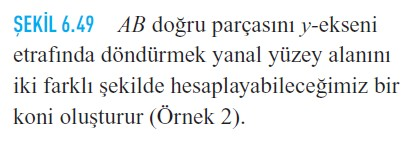 ŞEKİL 6.49 AB doğru parçasını y-ekseni
etrafında döndürmek yanal yüzey alanını
iki farklı şekilde hesaplayabileceğimiz bir
koni oluşturur (Örnek 2).